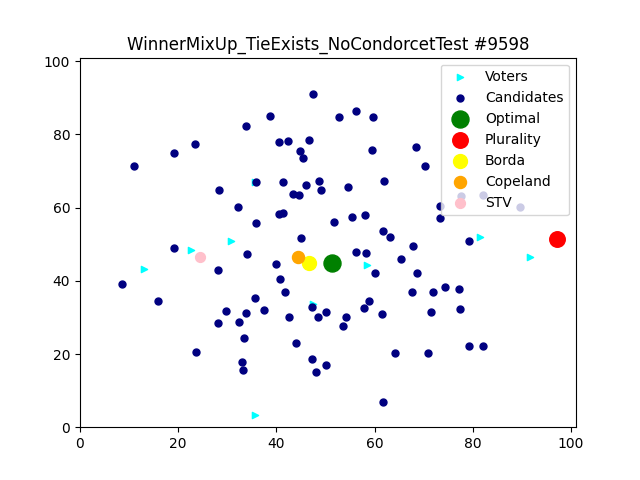 WinnerMixUp_TieExists_NoCondorcetTest #9598
100
80
60
40
20
0
0 20 40 60 80 100
Voters
Candidates
Optimal
Plurality
Borda
Copeland
STV